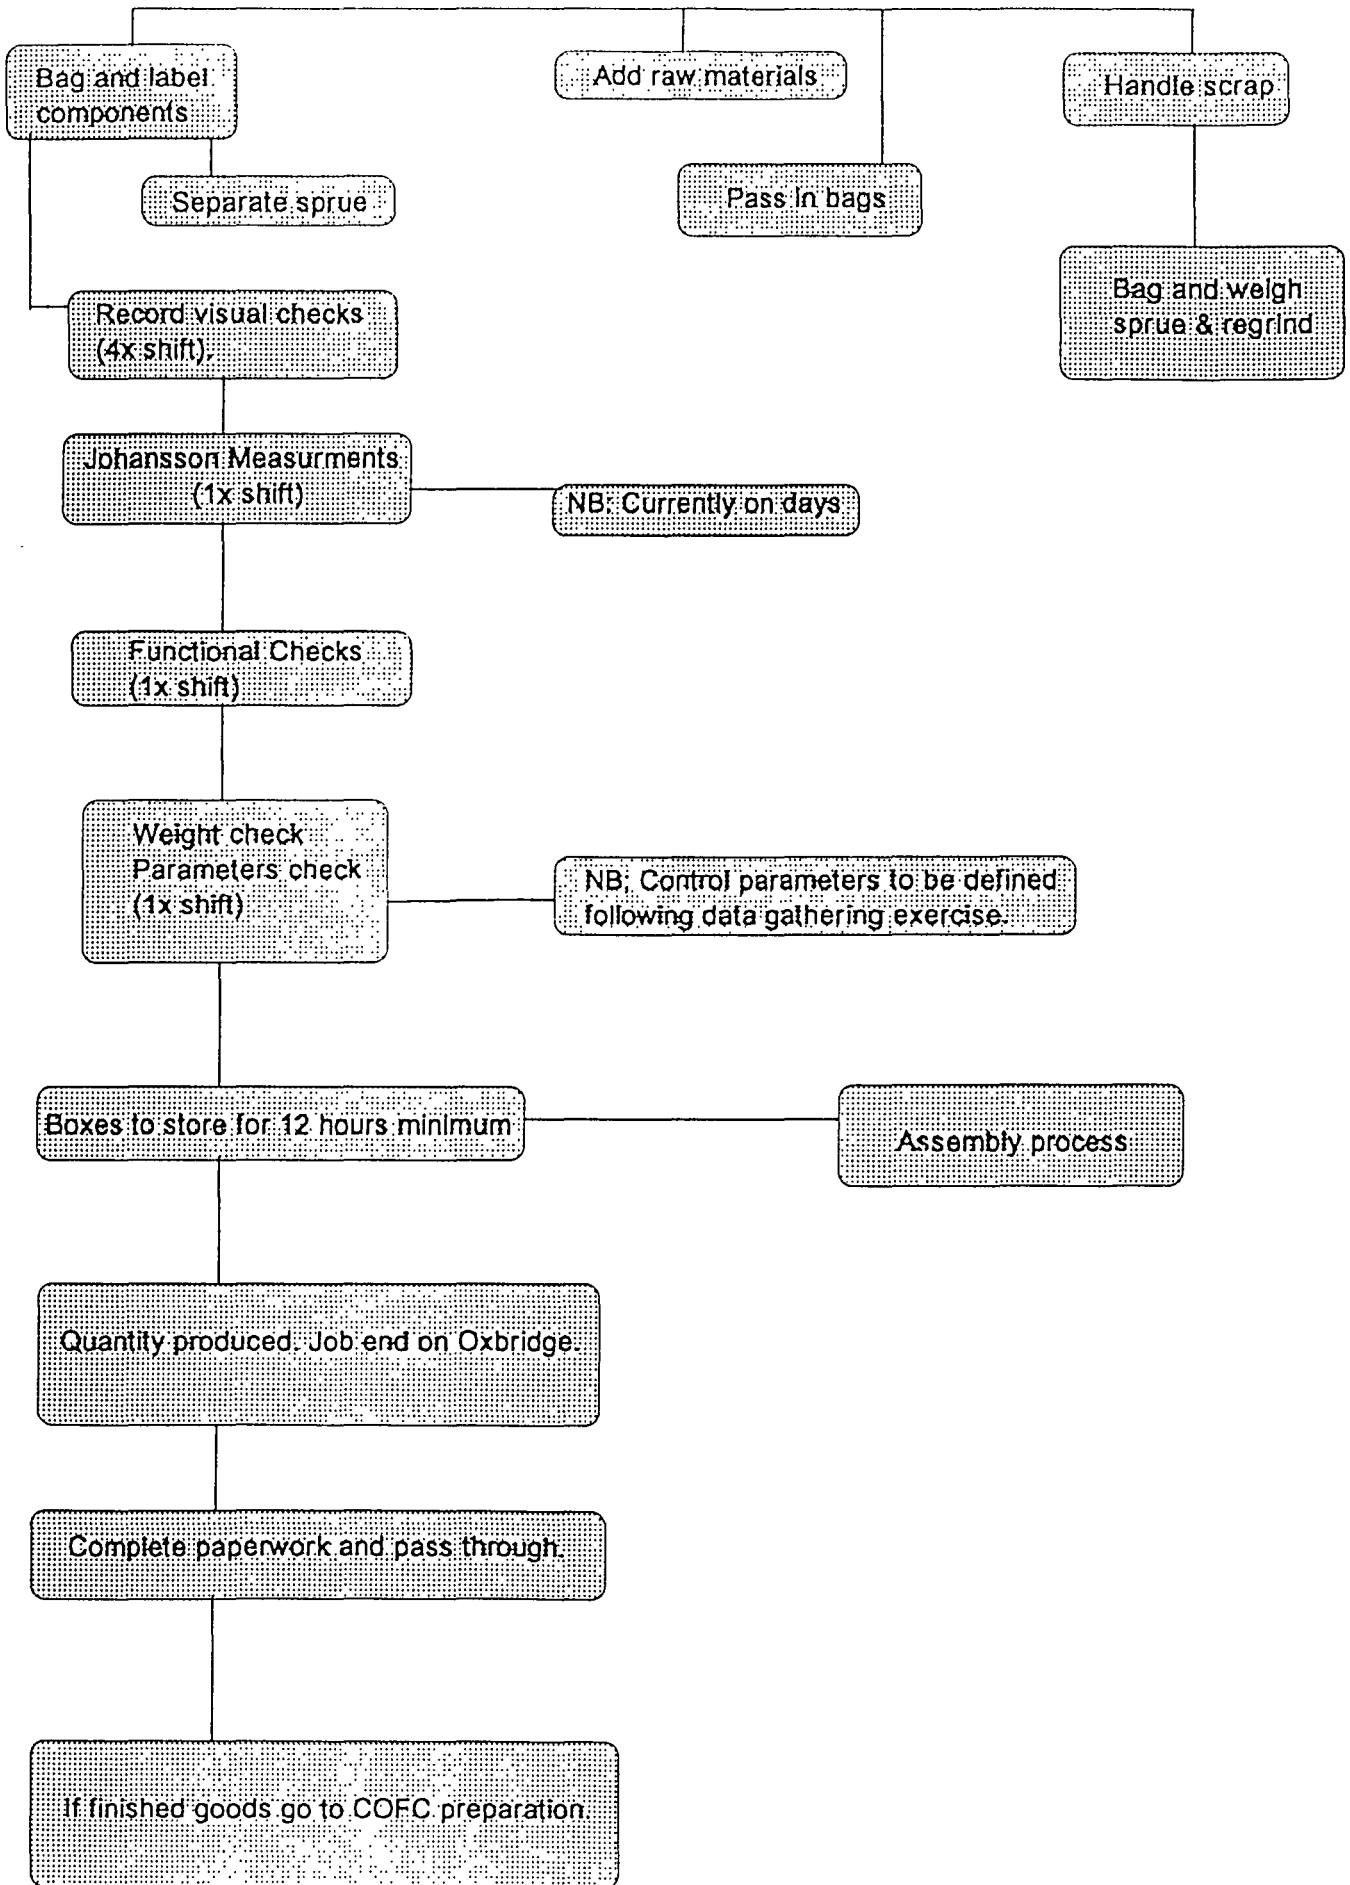 Bag and label
components
Add raw materials
Handle scrap
Separate sprue
Pass in bags
Bag and weigh
sprue & regrind
Record visual checks
(4x shift).
Johansson Measurments
(1x shift)
NB: Currently on days
Functional Checks
(1x shift)
Weight check
Parameters check
(1x shift)
NB: Control parameters to be defined
following data gathering exercise.
Boxes to store for 12 hours minimum
Assembly process
Quantity produced. Job end on Oxbridge.
Complete paperwork and pass through.
If finished goods go to COFC preparation.